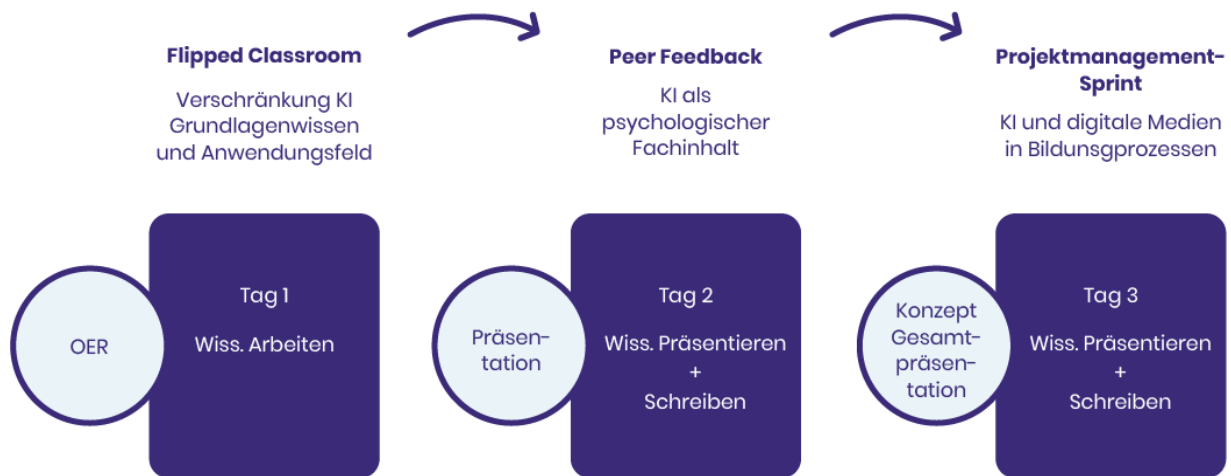 Flipped Classroom
Verschränkung KI
Grundlagenwissen
und Anwendungsfeld
OER
Tag 1
Wiss. Arbeiten
Peer Feedback
KI als
psychologischer
Fachinhalt
Präsen-
tation
Tag 2
Wiss. Präsentieren
+
Schreiben
Projektmanagement-
Sprint
KI und digitale Medien
in Bildunsgprozessen
Konzept
Gesamt-
präsen-
tation
Tag 3
Wiss. Präsentieren
+
Schreiben